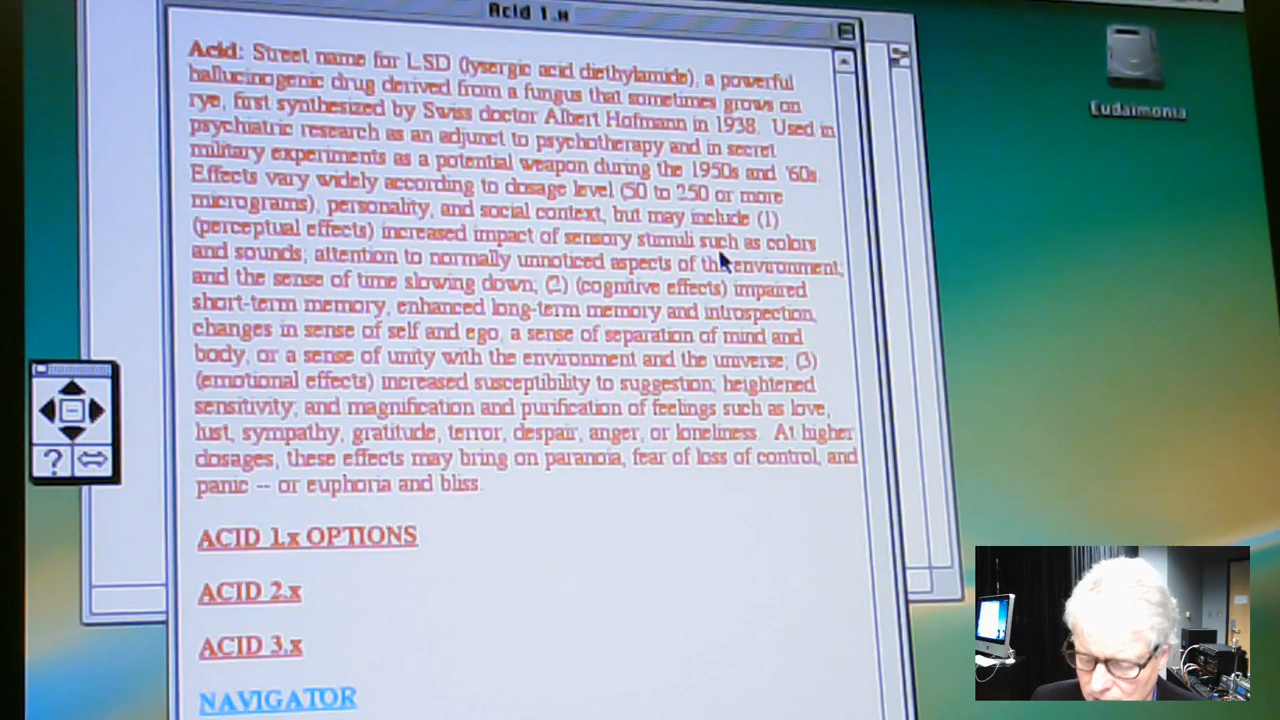 Acid 1.x
Acid: Street name for LSD (lysergic acid diethylamide), a powerful
hallucinogenic drug derived from a fungus that sometimes grows on
rye, first synthesized by Swiss doctor Albert Hofmann in 1938. Used in
psychiatric research as an adjunct to psychotherapy and in secret
military experiments as a potential weapon during the 1950s and '60s.
Effects vary widely according to dosage level (50 to 250 or more
micrograms), personality, and social context, but may include (1)
(perceptual effects) increased impact of sensory stimuli such as colors
and sounds, attention to normally unnoticed aspects of the environment,
and the sense of time slowing down; (2) (cognitive effects) impaired
short-term memory, enhanced long-term memory and introspection,
changes in sense of self and ego, a sense of separation of mind and
body, or a sense of unity with the environment and the universe; (3)
(emotional effects) increased susceptibility to suggestion; heightened
sensitivity, and magnification and purification of feelings such as love,
lust, sympathy, gratitude, terror, despair, anger, or loneliness. At higher
dosages, these effects may bring on paranoia, fear of loss of control, and
panic -- or euphoria and bliss.
ACID 1.x OPTIONS
ACID 2.x
ACID 3.x
NAVIGATOR
Eudaimonia
?